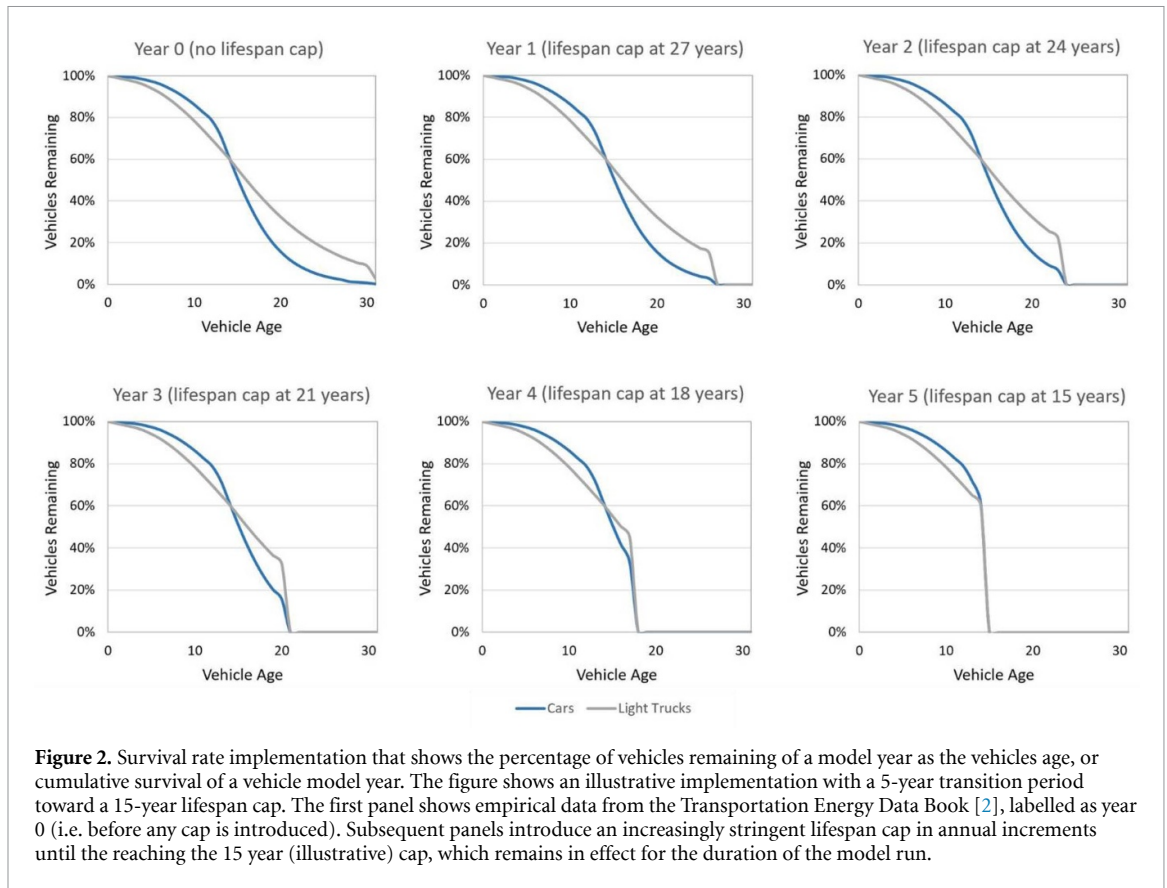 Year 0 (no lifespan cap)
100%
80%
60%
40%
20%
0%
Vehicles Remaining
0 10 20 30
Vehicle Age
Year 1 (lifespan cap at 27 years)
100%
80%
60%
40%
20%
0%
Vehicles Remaining
0 10 20 30
Vehicle Age
Year 2 (lifespan cap at 24 years)
100%
80%
60%
40%
20%
0%
Vehicles Remaining
0 10 20 30
Vehicle Age
Year 3 (lifespan cap at 21 years)
100%
80%
60%
40%
20%
0%
Vehicles Remaining
0 10 20 30
Vehicle Age
Year 4 (lifespan cap at 18 years)
100%
80%
60%
40%
20%
0%
Vehicles Remaining
0 10 20 30
Vehicle Age
Year 5 (lifespan cap at 15 years)
100%
80%
60%
40%
20%
0%
Vehicles Remaining
0 10 20 30
Vehicle Age
Cars Light Trucks
Figure 2. Survival rate implementation that shows the percentage of vehicles remaining of a model year as the vehicles age, or
cumulative survival of a vehicle model year. The figure shows an illustrative implementation with a 5-year transition period
toward a 15-year lifespan cap. The first panel shows empirical data from the Transportation Energy Data Book [2], labelled as year
0 (i.e. before any cap is introduced). Subsequent panels introduce an increasingly stringent lifespan cap in annual increments
until the reaching the 15 year (illustrative) cap, which remains in effect for the duration of the model run.